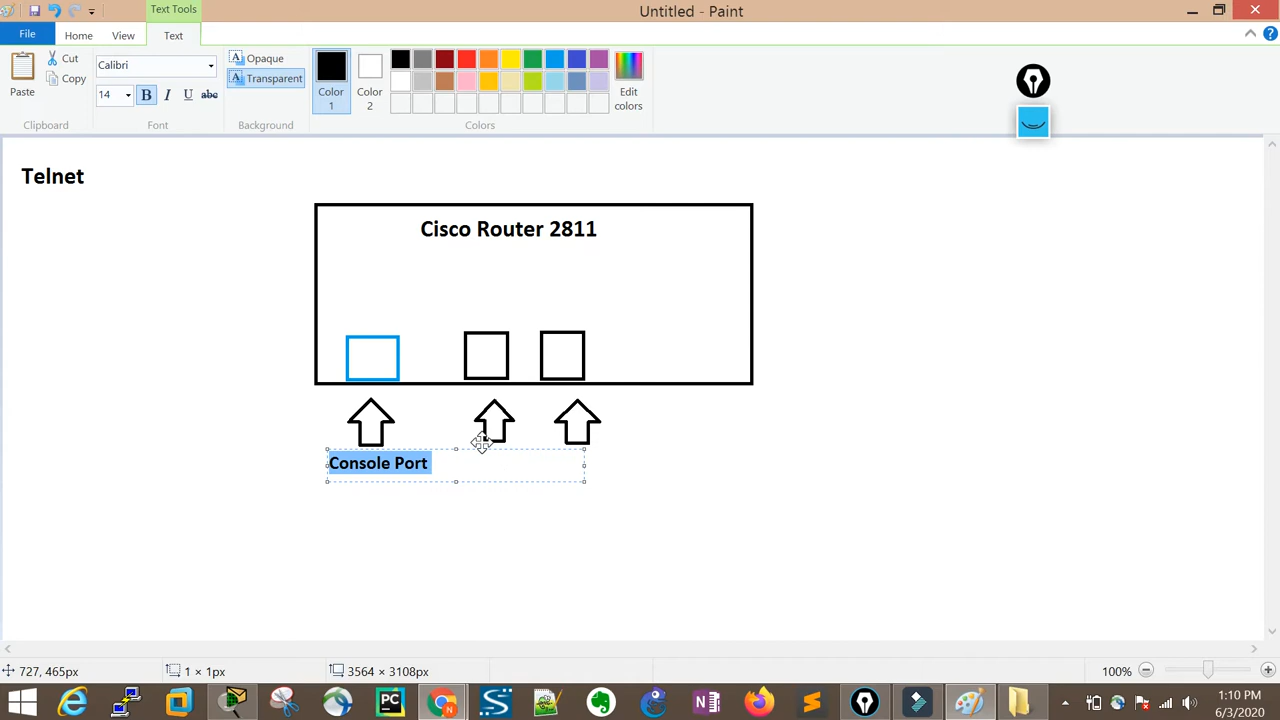 Text Tools
Untitled - Paint
File
Home
View
Text
Paste
Cut
Copy
Clipboard
Calibri
14
B
I
U
abc
Font
A Opaque
A Transparent
Background
Color 1
Color 2
Edit colors
Colors
Telnet
Cisco Router 2811
Console Port
727, 465px
1 × 1px
3564 × 3108px
100%
PC
N
N
1:10 PM
6/3/2020